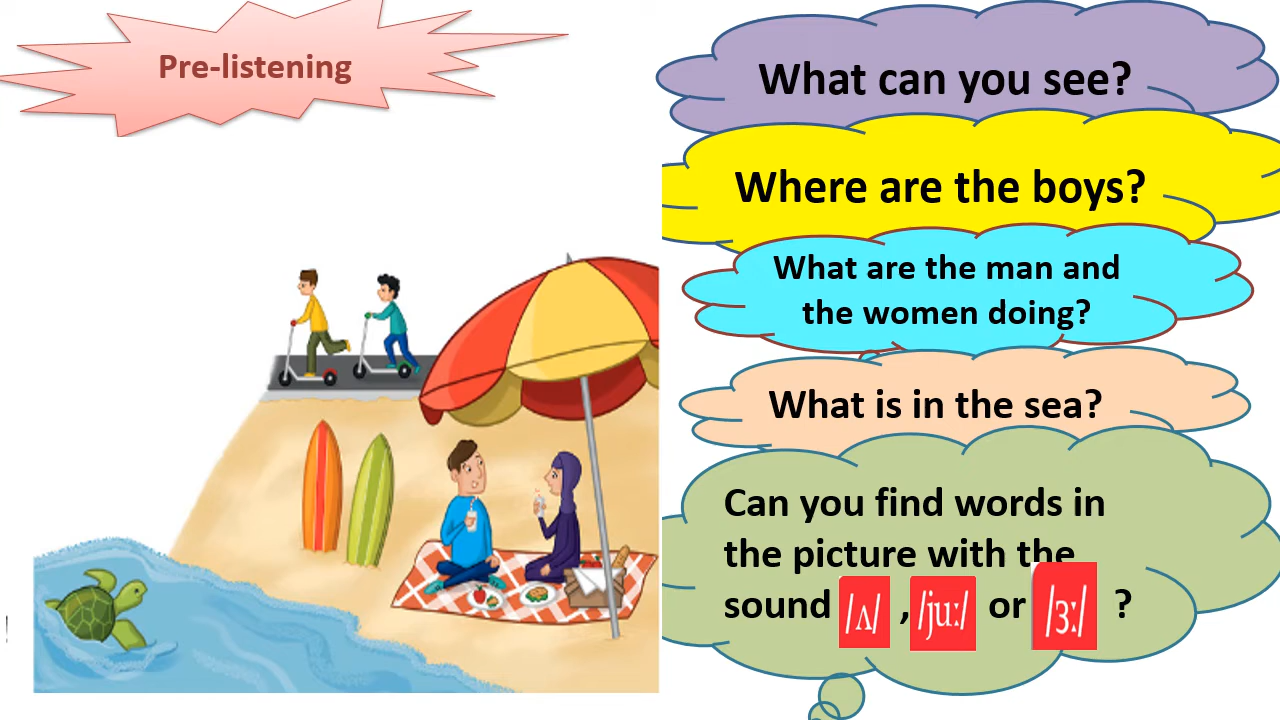 Pre-listening
What can you see?
Where are the boys?
What are the man and
the women doing?
What is in the sea?
Can you find words in
the picture with the
sound /ʌ/ , /juː/ or /ɜː/ ?